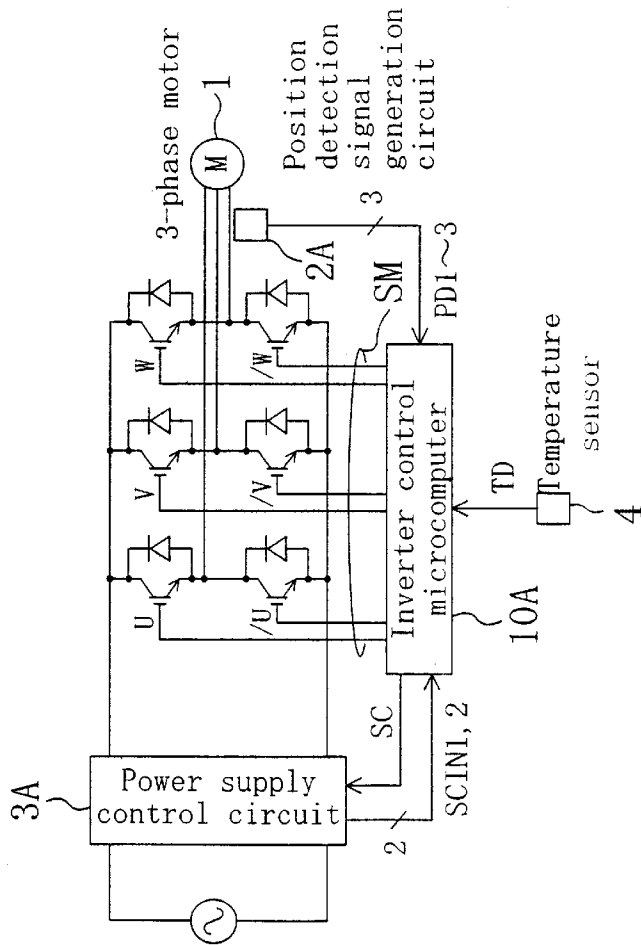 3-phase motor
1
M
Position
detection
signal
generation
circuit
2A
3
PD1～3
SM
W
/W
V
/V
U
/U
Inverter control
microcomputer
10A
TD
Temperature
sensor
4
SC
SCIN1,2
2
Power supply
control circuit
3A